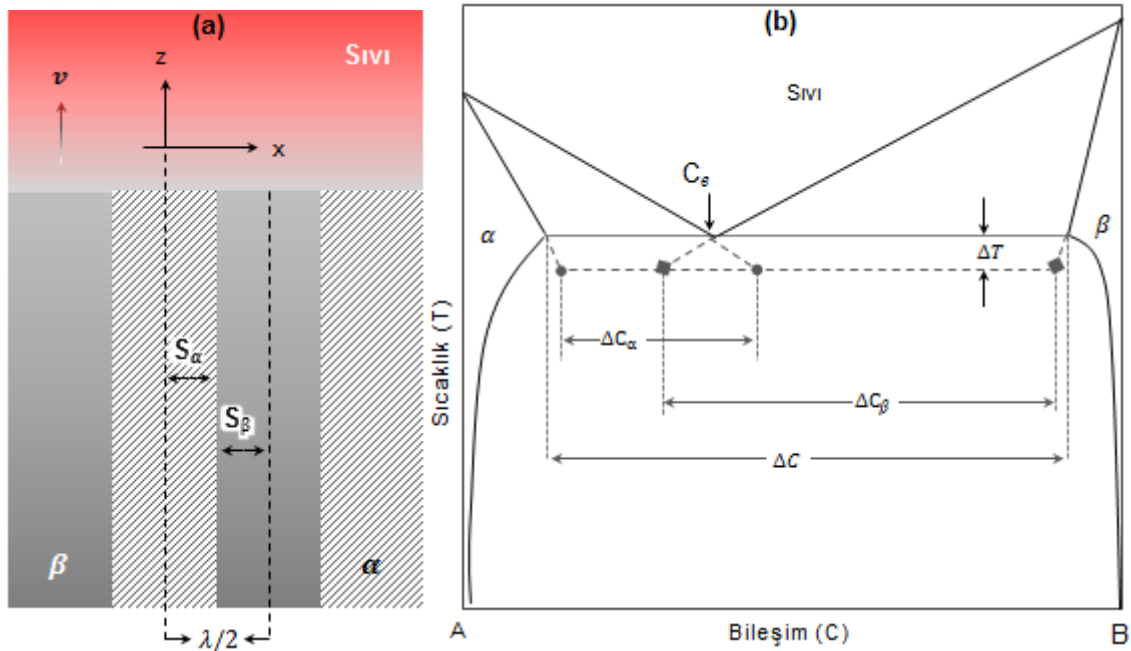 (a)
Sıvı
z
v
x
Sα
Sβ
β
α
λ/2
(b)
Sıvı
Ce
α
β
ΔT
ΔCα
ΔCβ
ΔC
Sıcaklık (T)
A
Bileşim (C)
B